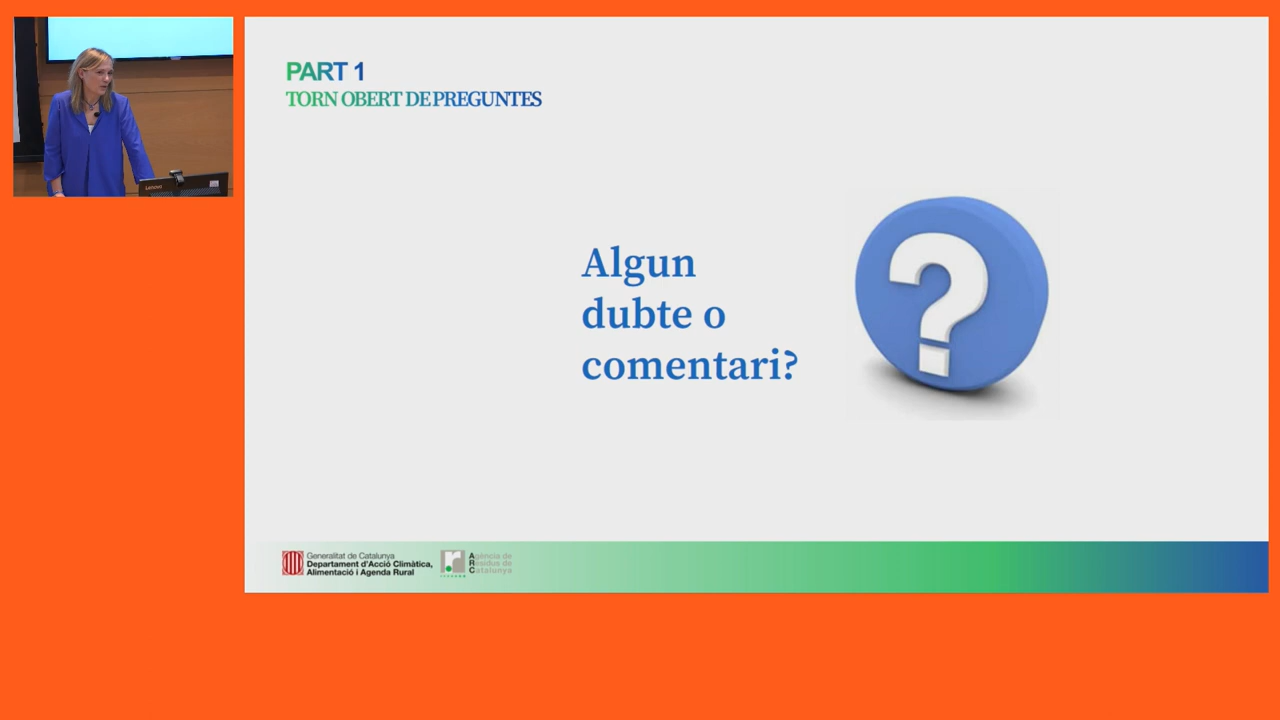 PART 1
TORN OBERT DE PREGUNTES
Algun
dubte o
comentari?
Generalitat de Catalunya
Departament d'Acció Climàtica,
Alimentació i Agenda Rural
Agència de
Residus de
Catalunya
Lenovo